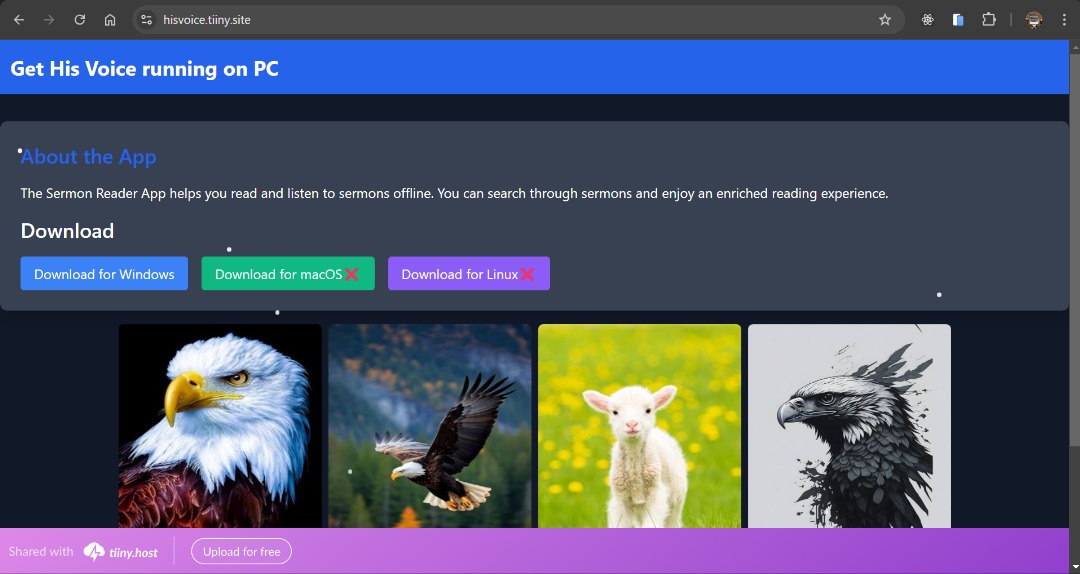 hisvoice.tiiny.site
Get His Voice running on PC
About the App
The Sermon Reader App helps you read and listen to sermons offline. You can search through sermons and enjoy an enriched reading experience.
Download
Download for Windows
Download for macOS❌
Download for Linux❌
Shared with tiiny.host
Upload for free